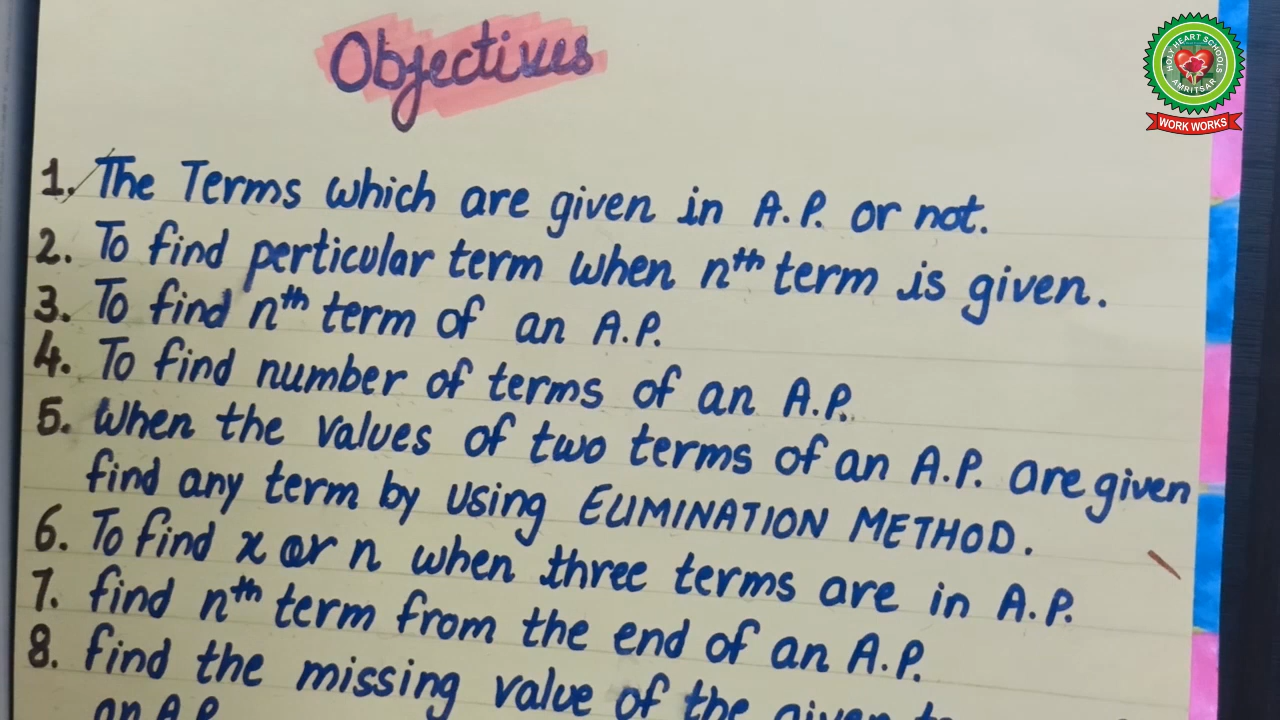 Objectives
HOLY HEART SCHOOLS
AMRITSAR
WORK WORKS
1. The Terms which are given in A.P. or not.
2. To find perticular term when nth term is given.
3. To find nth term of an A.P.
4. To find number of terms of an A.P.
5. When the values of two terms of an A.P. are given
find any term by using ELIMINATION METHOD.
6. To find x or n when three terms are in A.P.
7. find nth term from the end of an A.P.
8. find the missing value of the given
an A.P